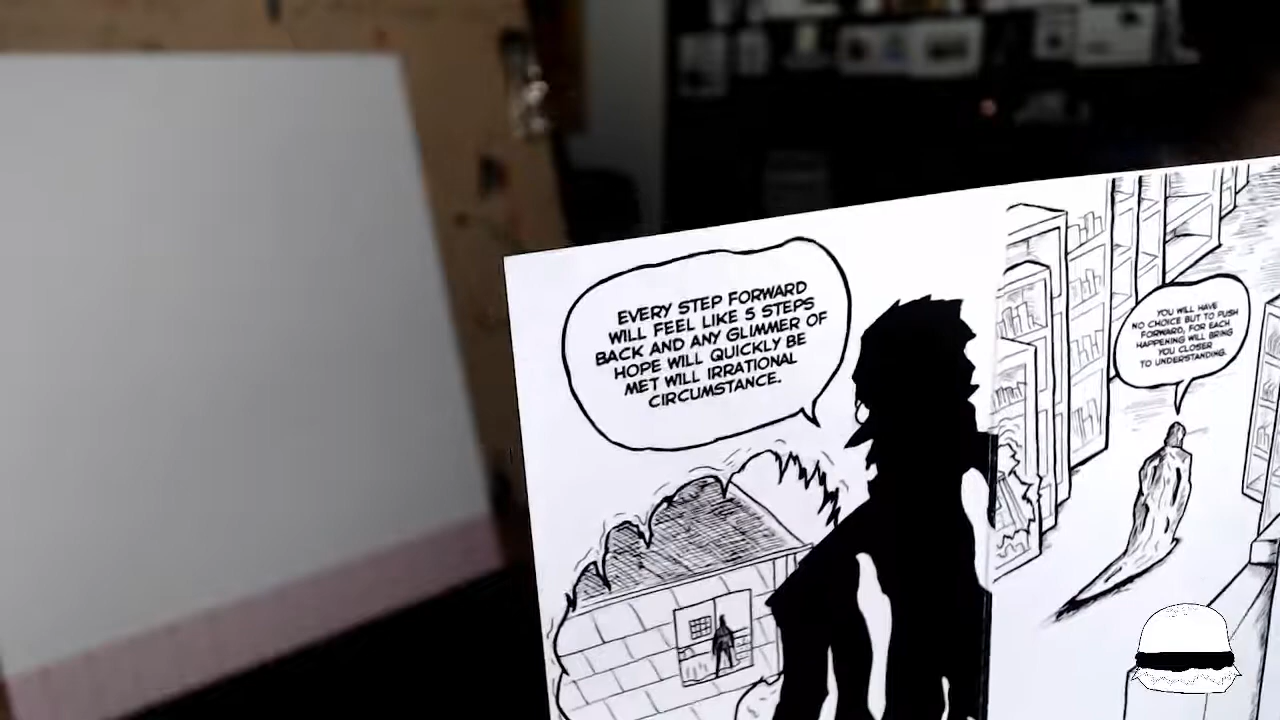 EVERY STEP FORWARD
WILL FEEL LIKE 5 STEPS
BACK AND ANY GLIMMER OF
HOPE WILL QUICKLY BE
MET WILL IRRATIONAL
CIRCUMSTANCE.
YOU WILL HAVE
NO CHOICE BUT TO PUSH
FORWARD, FOR EACH
HAPPENING WILL BRING
YOU CLOSER
TO UNDERSTANDING.